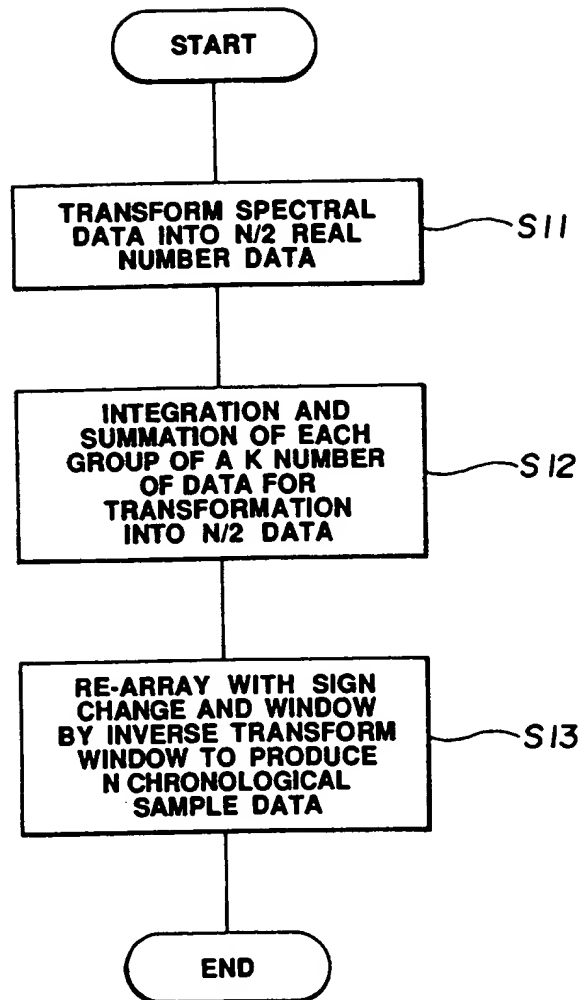 START
TRANSFORM SPECTRAL
DATA INTO N/2 REAL
NUMBER DATA
S11
INTEGRATION AND
SUMMATION OF EACH
GROUP OF A K NUMBER
OF DATA FOR
TRANSFORMATION
INTO N/2 DATA
S12
RE-ARRAY WITH SIGN
CHANGE AND WINDOW
BY INVERSE TRANSFORM
WINDOW TO PRODUCE
N CHRONOLOGICAL
SAMPLE DATA
S13
END